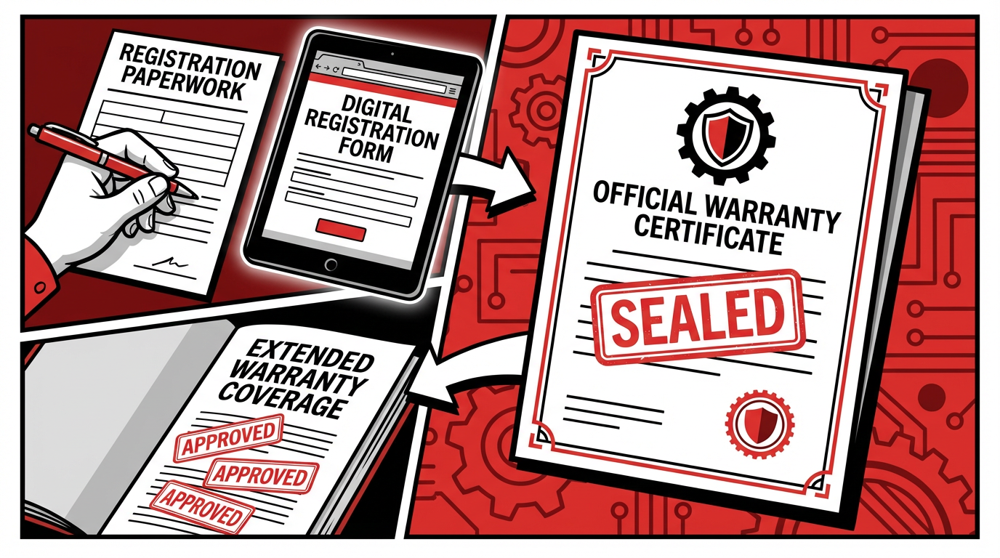 REGISTRATION
PAPERWORK
DIGITAL
REGISTRATION
FORM
OFFICIAL WARRANTY
CERTIFICATE
SEALED
EXTENDED
WARRANTY
COVERAGE
APPROVED
APPROVED
APPROVED